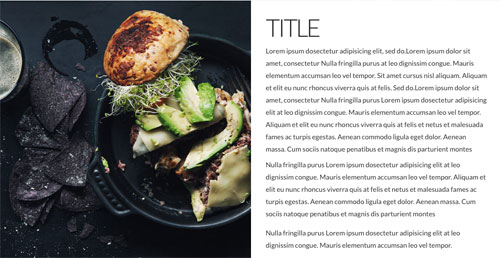 TITLE
Lorem ipsum dosectetur adipisicing elit, sed do.Lorem ipsum dolor sit
amet, consectetur Nulla fringilla purus Lorem ipsum dosectetur
adipisicing elit at leo dignissim congue. Mauris elementum accumsan
leo vel tempor. Sit amet cursus nisl aliquam. Aliquam et elit eu nunc
rhoncus viverra quis at felis. Sed do.Lorem ipsum dolor sit amet,
consectetur Nulla fringilla purus Lorem ipsum dosectetur adipisicing
elit at leo dignissim congue. Mauris elementum accumsan leo vel tempor.
Aliquam et elit eu nunc rhoncus viverra quis at felis et netus et malesuada
fames ac turpis egestas. Aenean commodo ligula eget dolor. Aenean
massa. Cum sociis natoque penatibus et magnis dis parturient montes
Nulla fringilla purus Lorem ipsum dosectetur adipisicing elit at leo
dignissim congue. Mauris elementum accumsan leo vel tempor. Aliquam
et elit eu nunc rhoncus viverra quis at felis et netus et malesuada fames ac
turpis egestas. Aenean commodo ligula eget dolor. Aenean massa. Cum
sociis natoque penatibus et magnis dis parturient montes
Nulla fringilla purus Lorem ipsum dosectetur adipisicing elit at leo
dignissim congue. Mauris elementum accumsan leo vel tempor.